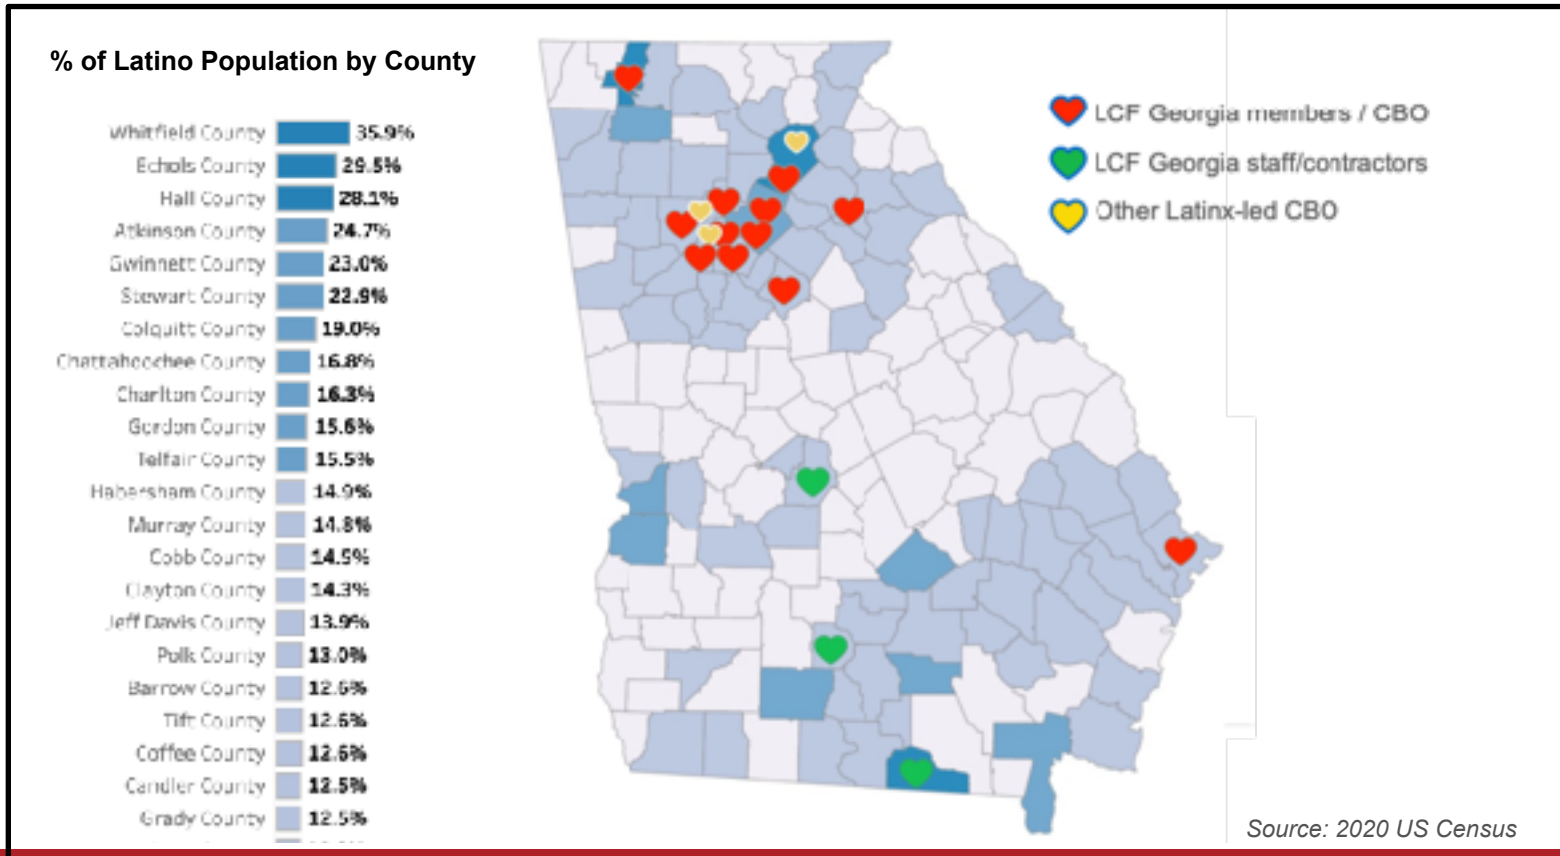 % of Latino Population by County
Whitfield County 35.9%
Echols County 29.5%
Hall County 28.1%
Atkinson County 24.7%
Gwinnett County 23.0%
Stewart County 22.9%
Colquitt County 19.0%
Chattahoochee County 16.8%
Charlton County 16.3%
Gordon County 15.6%
Telfair County 15.5%
Habersham County 14.9%
Murray County 14.8%
Cobb County 14.5%
Clayton County 14.3%
Jeff Davis County 13.9%
Polk County 13.0%
Barrow County 12.6%
Tift County 12.6%
Coffee County 12.6%
Candler County 12.5%
Grady County 12.5%
LCF Georgia members / CBO
LCF Georgia staff/contractors
Other Latinx-led CBO
Source: 2020 US Census